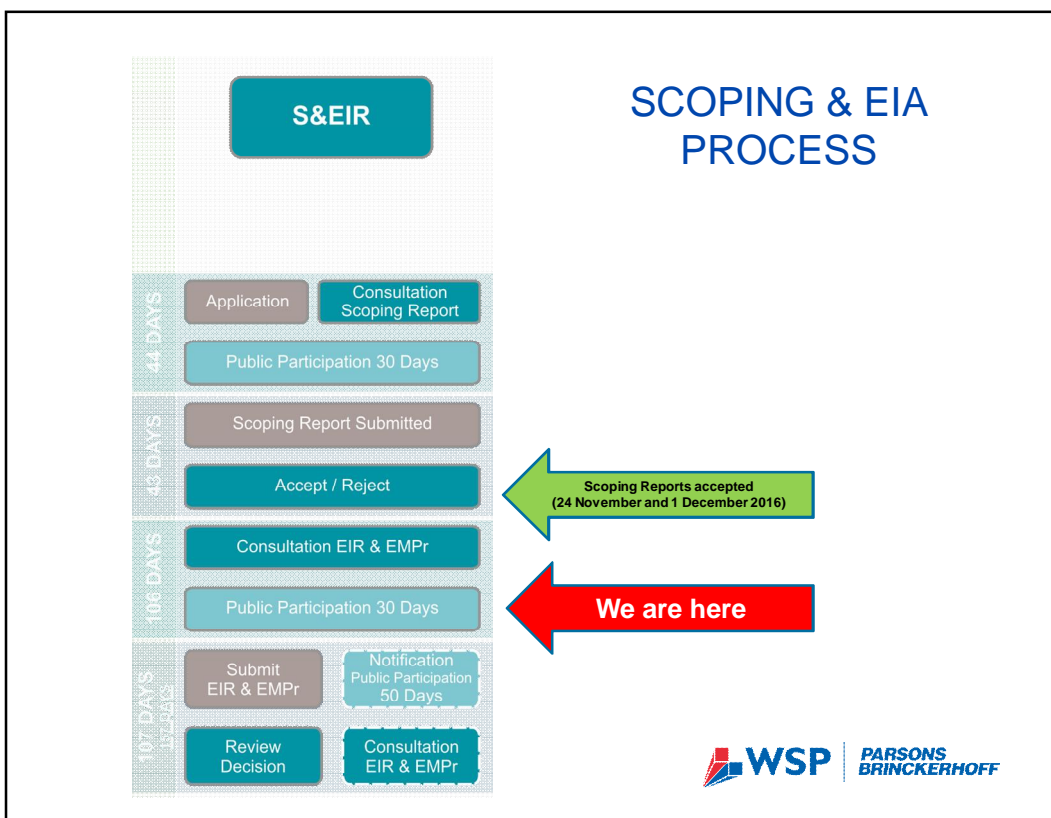 SCOPING & EIA
PROCESS
S&EIR
44 DAYS
Application
Consultation
Scoping Report
Public Participation 30 Days
43 DAYS
Scoping Report Submitted
Accept / Reject
Scoping Reports accepted
(24 November and 1 December 2016)
106 DAYS
Consultation EIR & EMPr
Public Participation 30 Days
We are here
107 DAYS
Submit
EIR & EMPr
Notification
Public Participation
50 Days
Review
Decision
Consultation
EIR & EMPr
WSP
PARSONS
BRINCKERHOFF